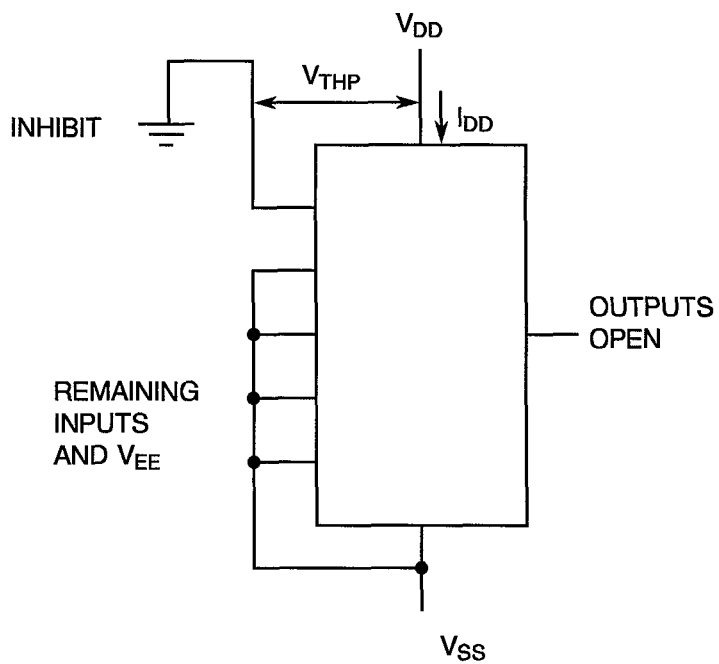 VDD
VTHP
IDD
INHIBIT
OUTPUTS
OPEN
REMAINING
INPUTS
AND VEE
VSS